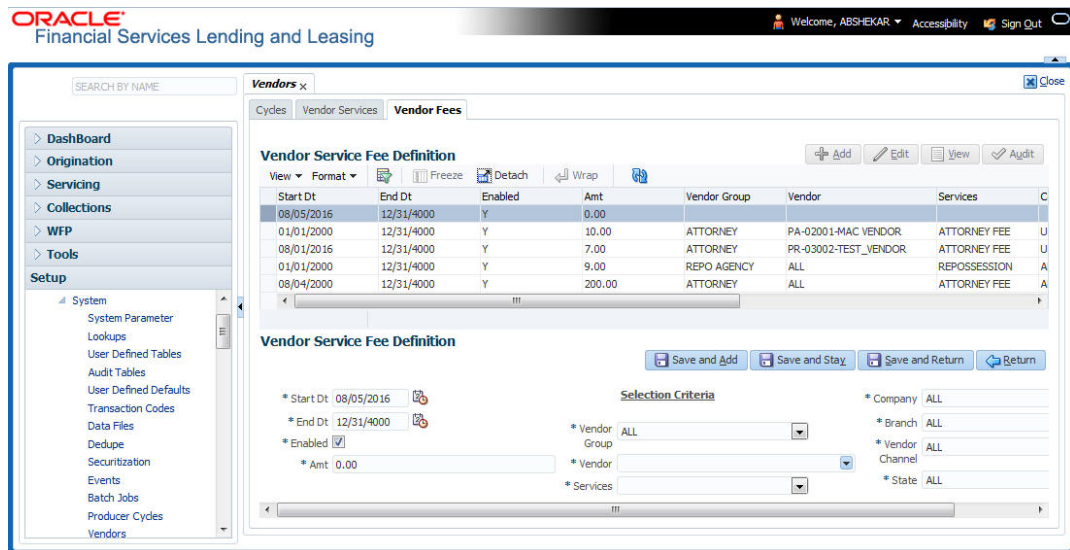 ORACLE
Financial Services Lending and Leasing
Welcome, ABSHEKAR Accessibility Sign Out
SEARCH BY NAME
Vendors x
Close
Cycles Vendor Services Vendor Fees
DashBoard
Origination
Servicing
Collections
WFP
Tools
Setup
System
System Parameter
Lookups
User Defined Tables
Audit Tables
User Defined Defaults
Transaction Codes
Data Files
Dedupe
Securitization
Events
Batch Jobs
Producer Cycles
Vendors
Vendor Service Fee Definition
Add Edit View Audit
View Format Freeze Detach Wrap
Start Dt End Dt Enabled Amt Vendor Group Vendor Services C
08/05/2016 12/31/4000 Y 0.00
01/01/2000 12/31/4000 Y 10.00 ATTORNEY PA-02001-MAC VENDOR ATTORNEY FEE U
08/01/2016 12/31/4000 Y 7.00 ATTORNEY PR-03002-TEST_VENDOR ATTORNEY FEE U
01/01/2000 12/31/4000 Y 9.00 REPO AGENCY ALL REPOSSESSION A
08/04/2000 12/31/4000 Y 200.00 ATTORNEY ALL ATTORNEY FEE A
Vendor Service Fee Definition
Save and Add Save and Stay Save and Return Return
* Start Dt 08/05/2016
* End Dt 12/31/4000
* Enabled
* Amt 0.00
Selection Criteria
* Vendor Group ALL
* Vendor
* Services
* Company ALL
* Branch ALL
* Vendor Channel ALL
* State ALL